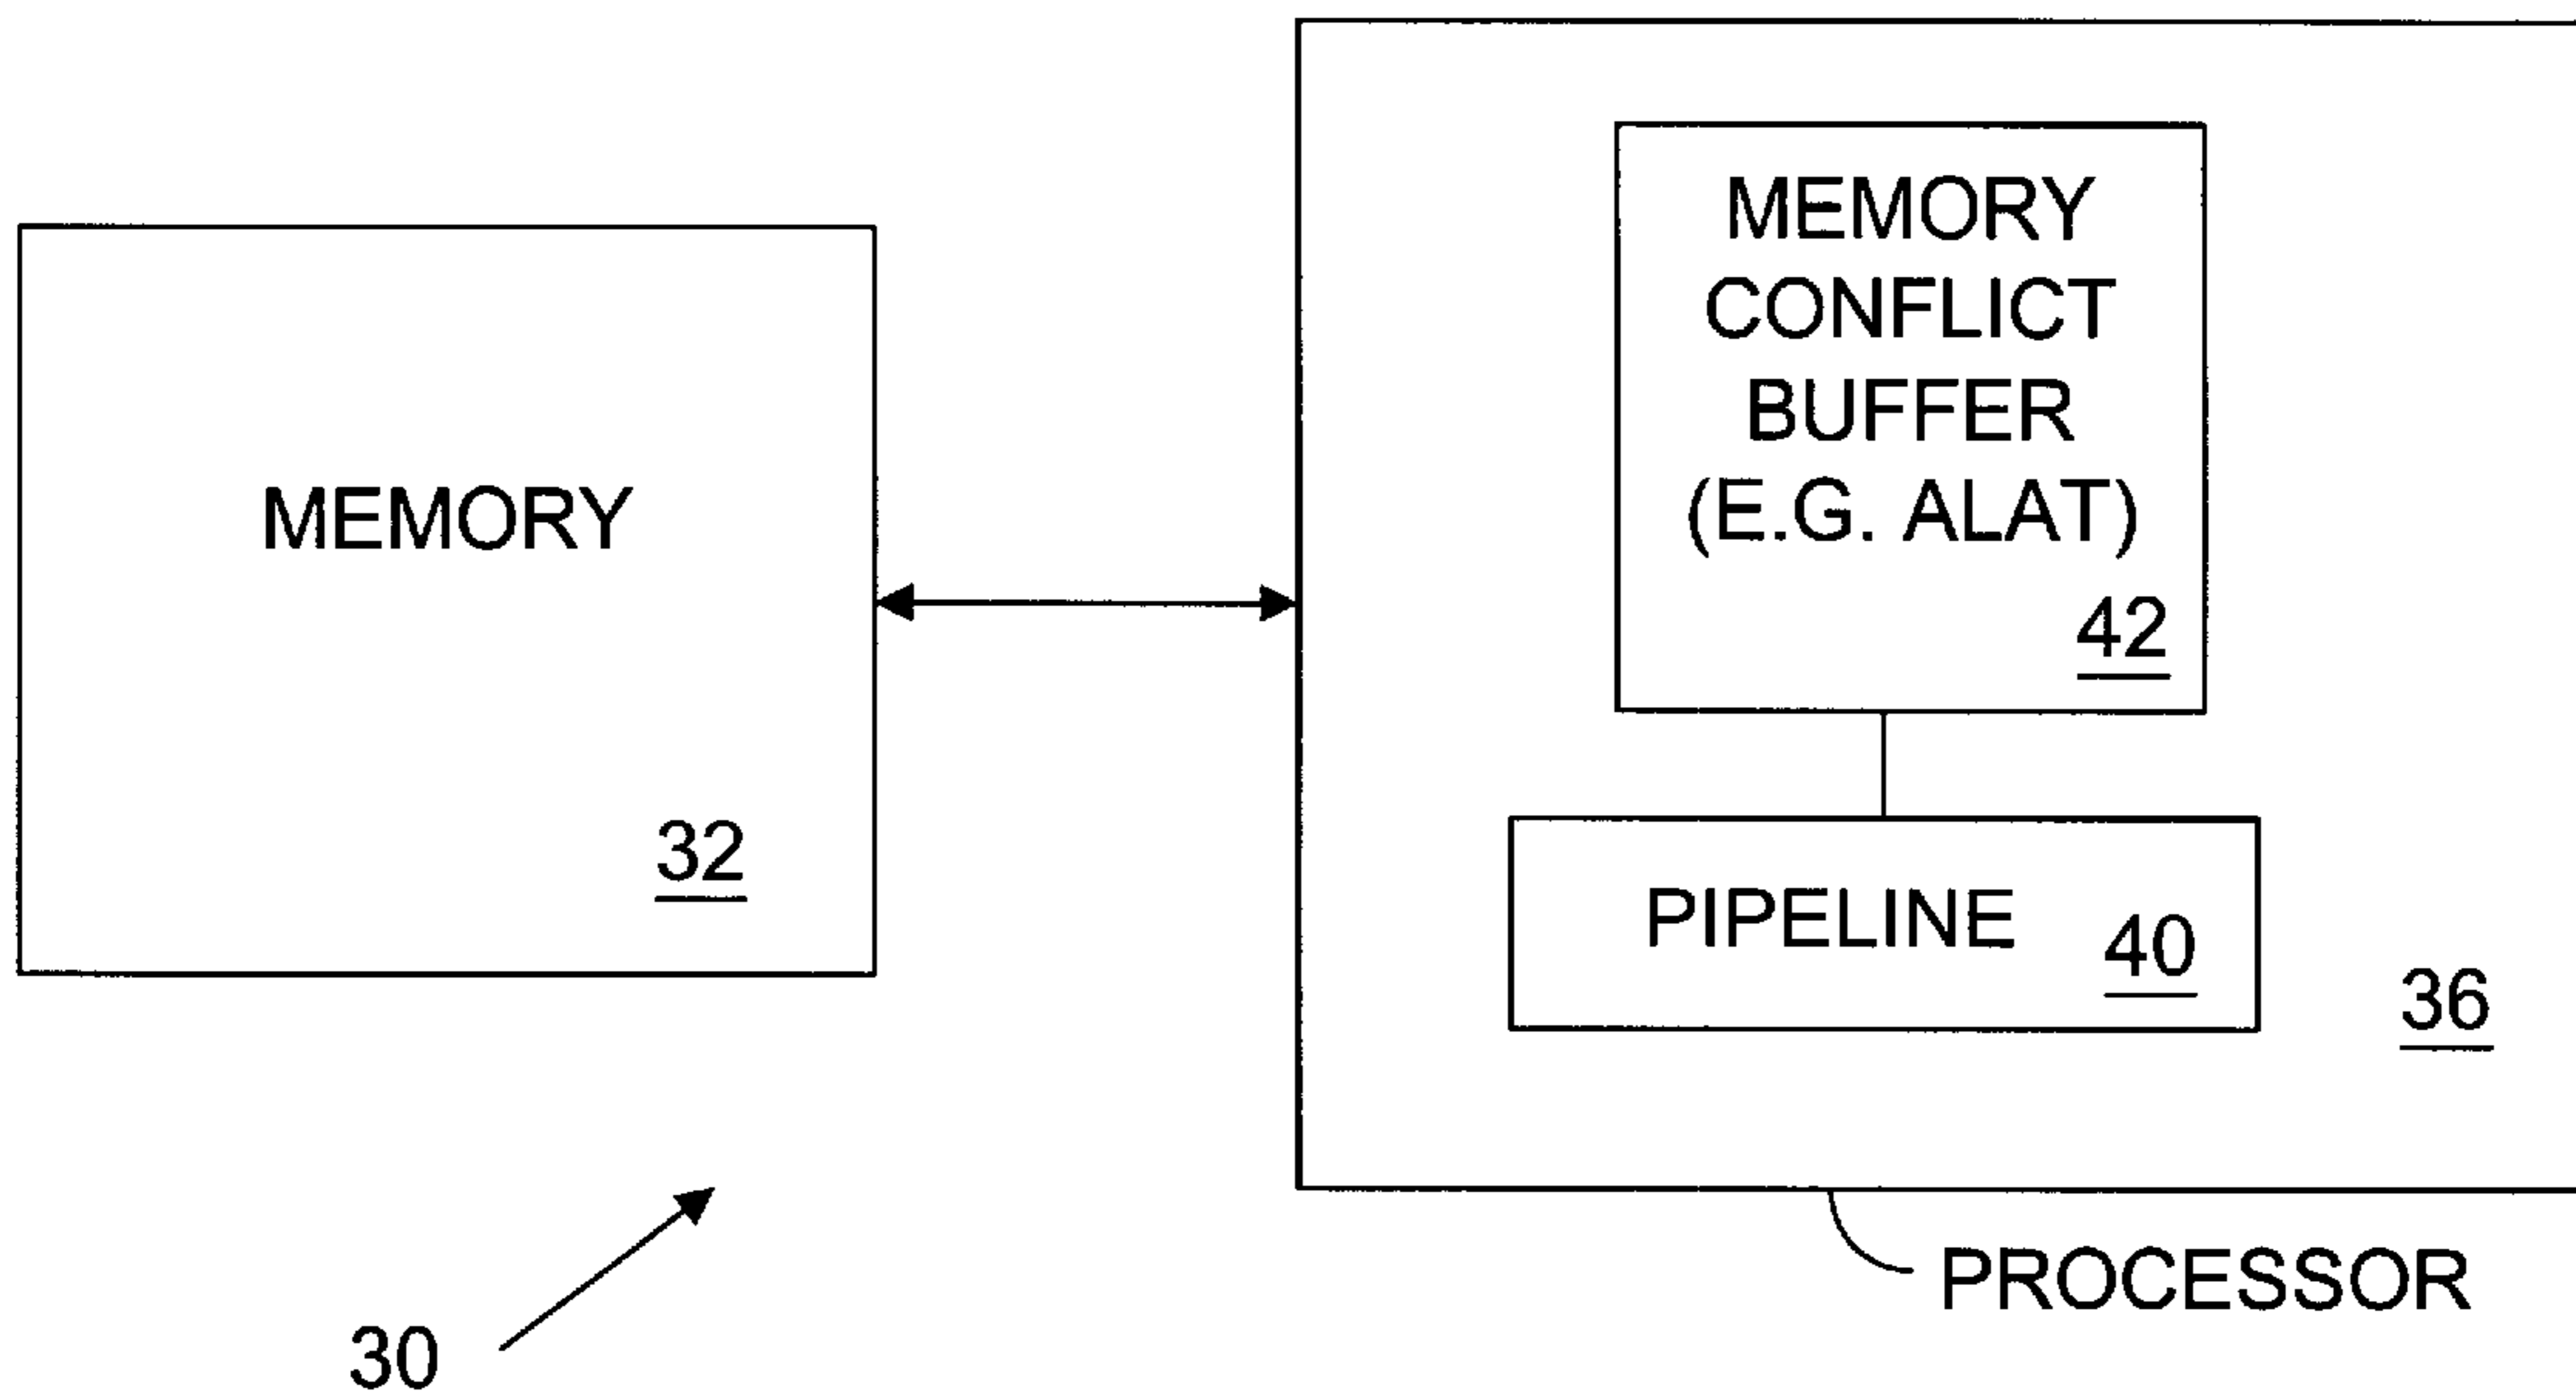 MEMORY
32
MEMORY
CONFLICT
BUFFER
(E.G. ALAT)
42
PIPELINE
40
36
PROCESSOR
30